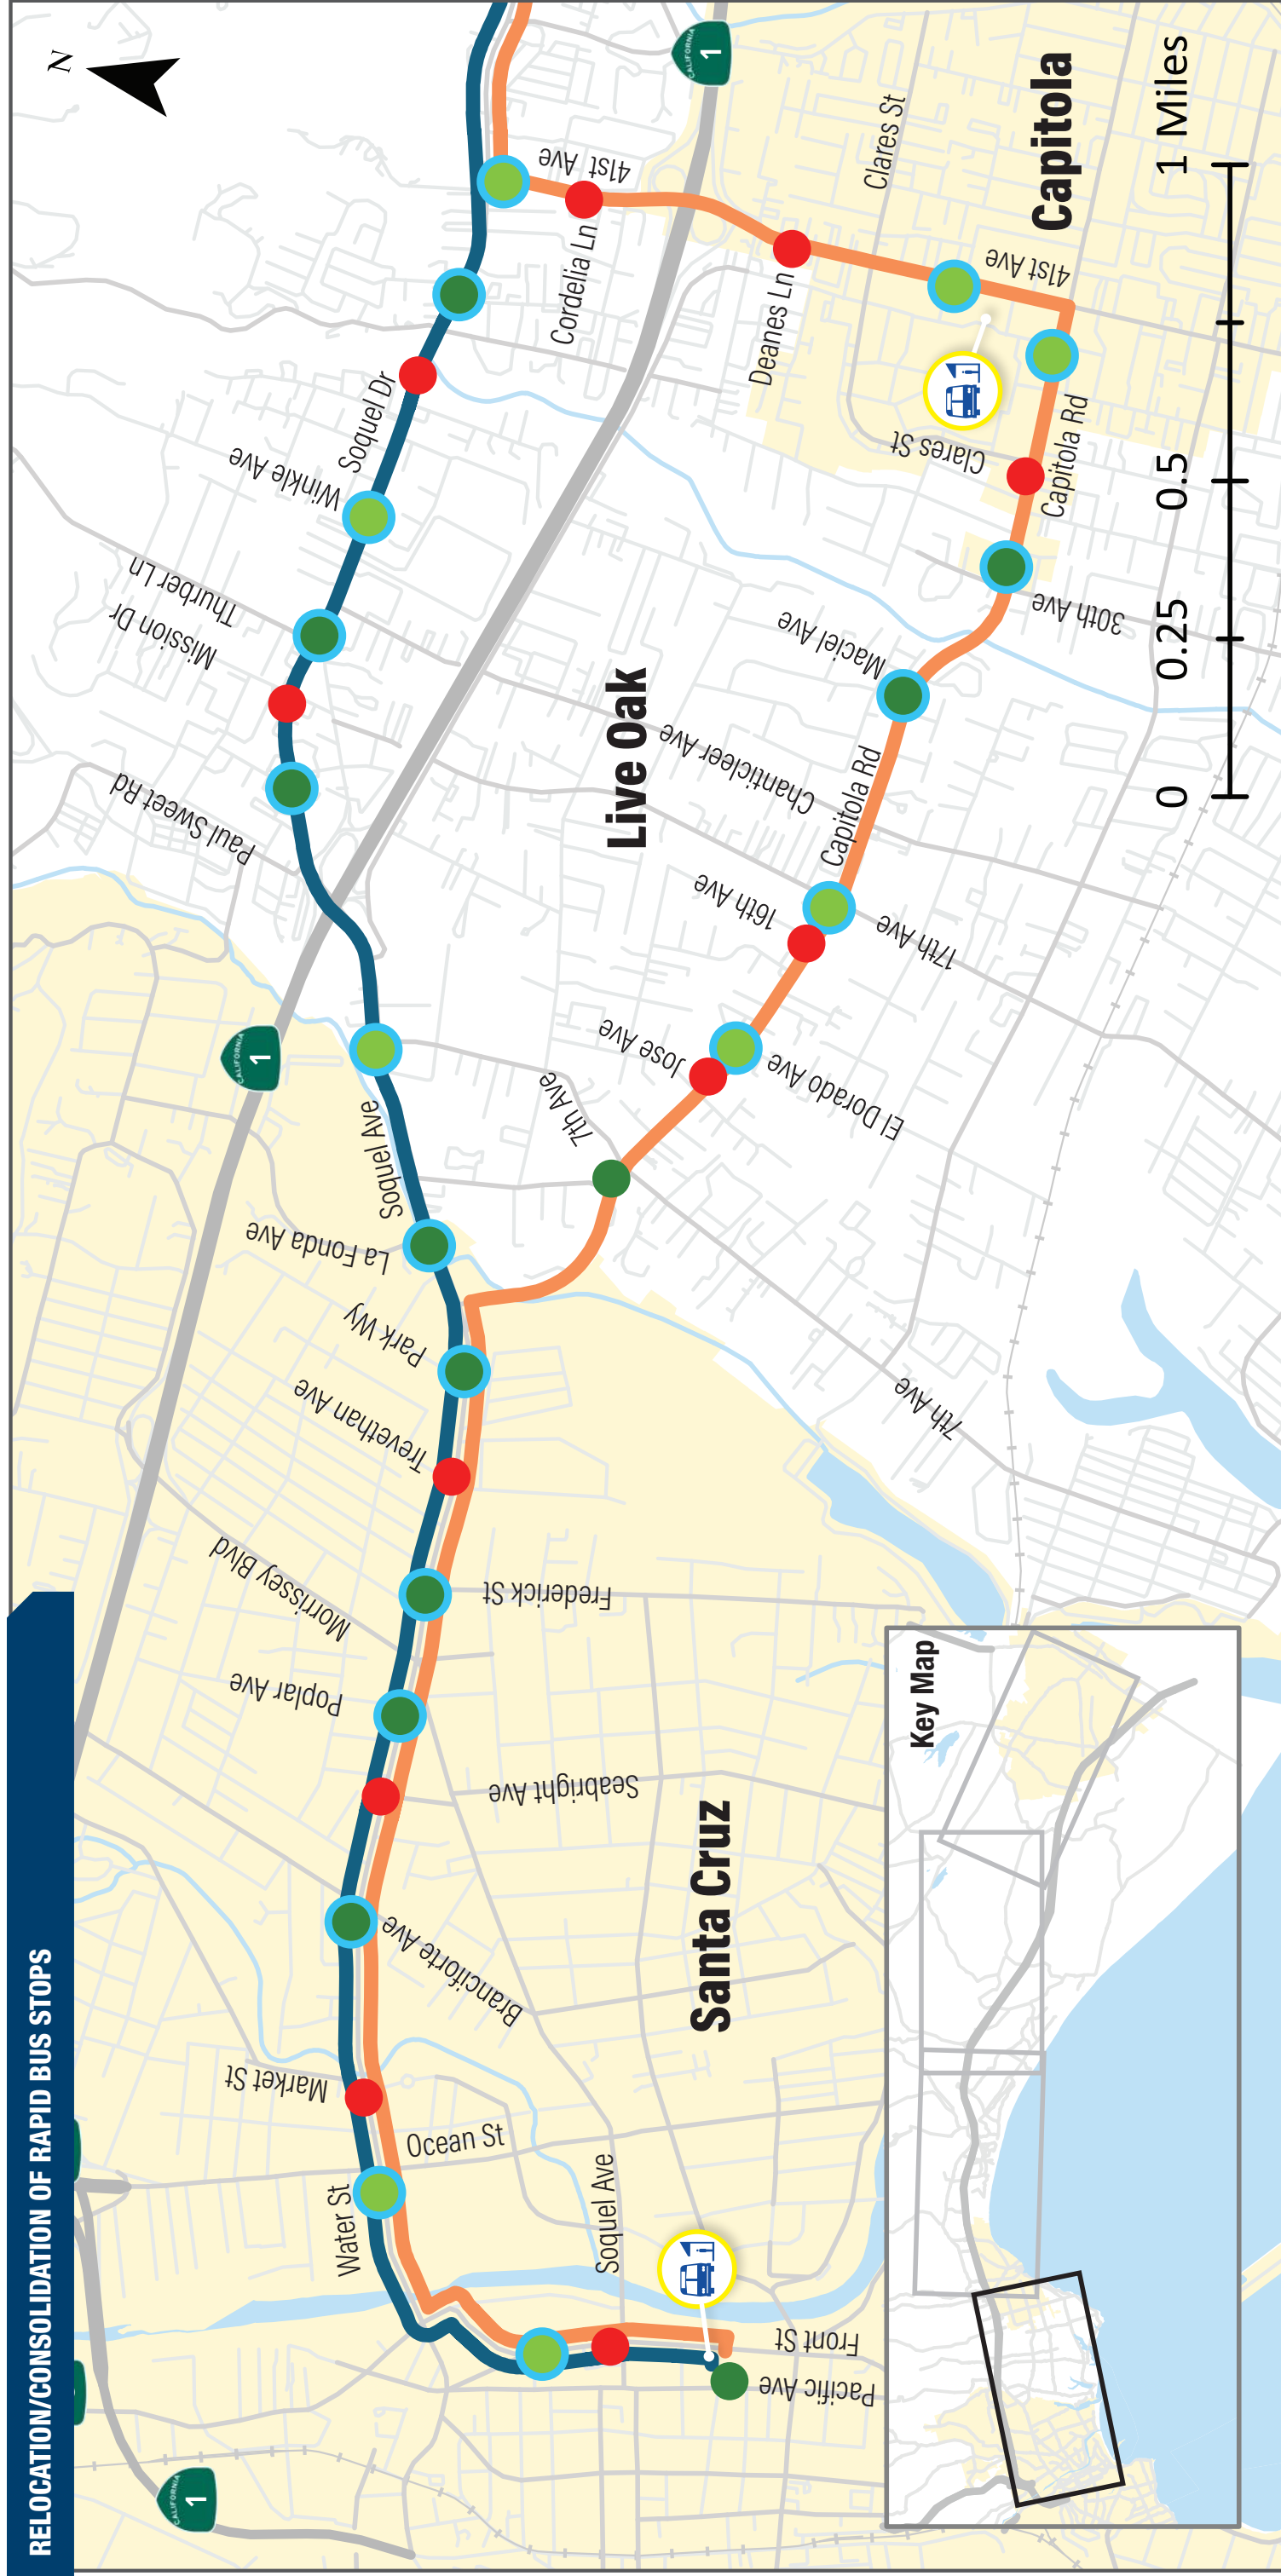 RELOCATION/CONSOLIDATION OF RAPID BUS STOPS
N
CALIFORNIA
1
CALIFORNIA
1
CALIFORNIA
1
Pacific Ave
Front St
Soquel Ave
Water St
Ocean St
Market St
Branciforte Ave
Santa Cruz
Seabright Ave
Poplar Ave
Morrissey Blvd
Frederick St
Trevethan Ave
Park Wy
La Fonda Ave
Soquel Ave
7th Ave
7th Ave
Jose Ave
El Dorado Ave
16th Ave
17th Ave
Capitola Rd
Chanticleer Ave
Live Oak
Maciel Ave
30th Ave
Paul Sweet Rd
Mission Dr
Thurber Ln
Winkle Ave
Soquel Dr
Capitola Rd
Clares St
Deanes Ln
Cordelia Ln
41st Ave
41st Ave
Clares St
Capitola
Key Map
0
0.25
0.5
1 Miles